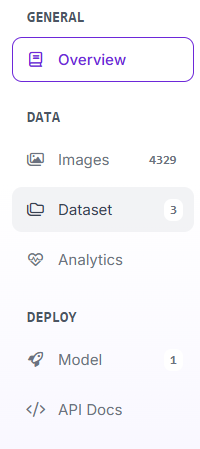 GENERAL
Overview
DATA
Images 4329
Dataset 3
Analytics
DEPLOY
Model 1
API Docs